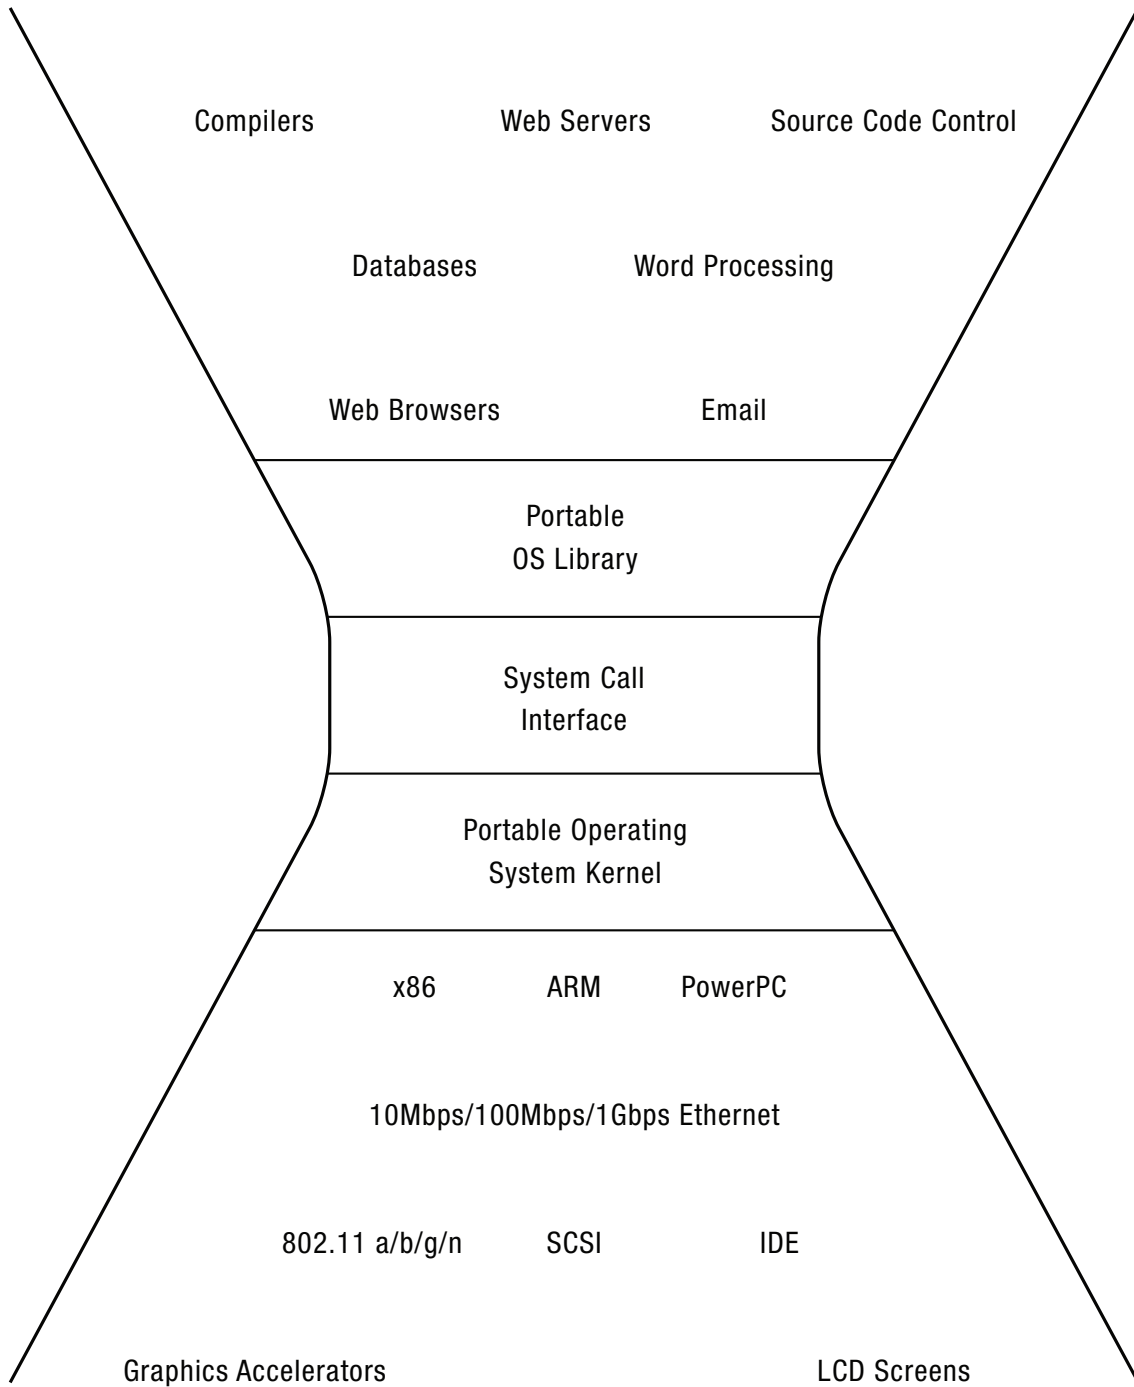 Compilers Web Servers Source Code Control
Databases Word Processing
Web Browsers Email
Portable
OS Library
System Call
Interface
Portable Operating
System Kernel
x86 ARM PowerPC
10Mbps/100Mbps/1Gbps Ethernet
802.11 a/b/g/n SCSI IDE
Graphics Accelerators LCD Screens